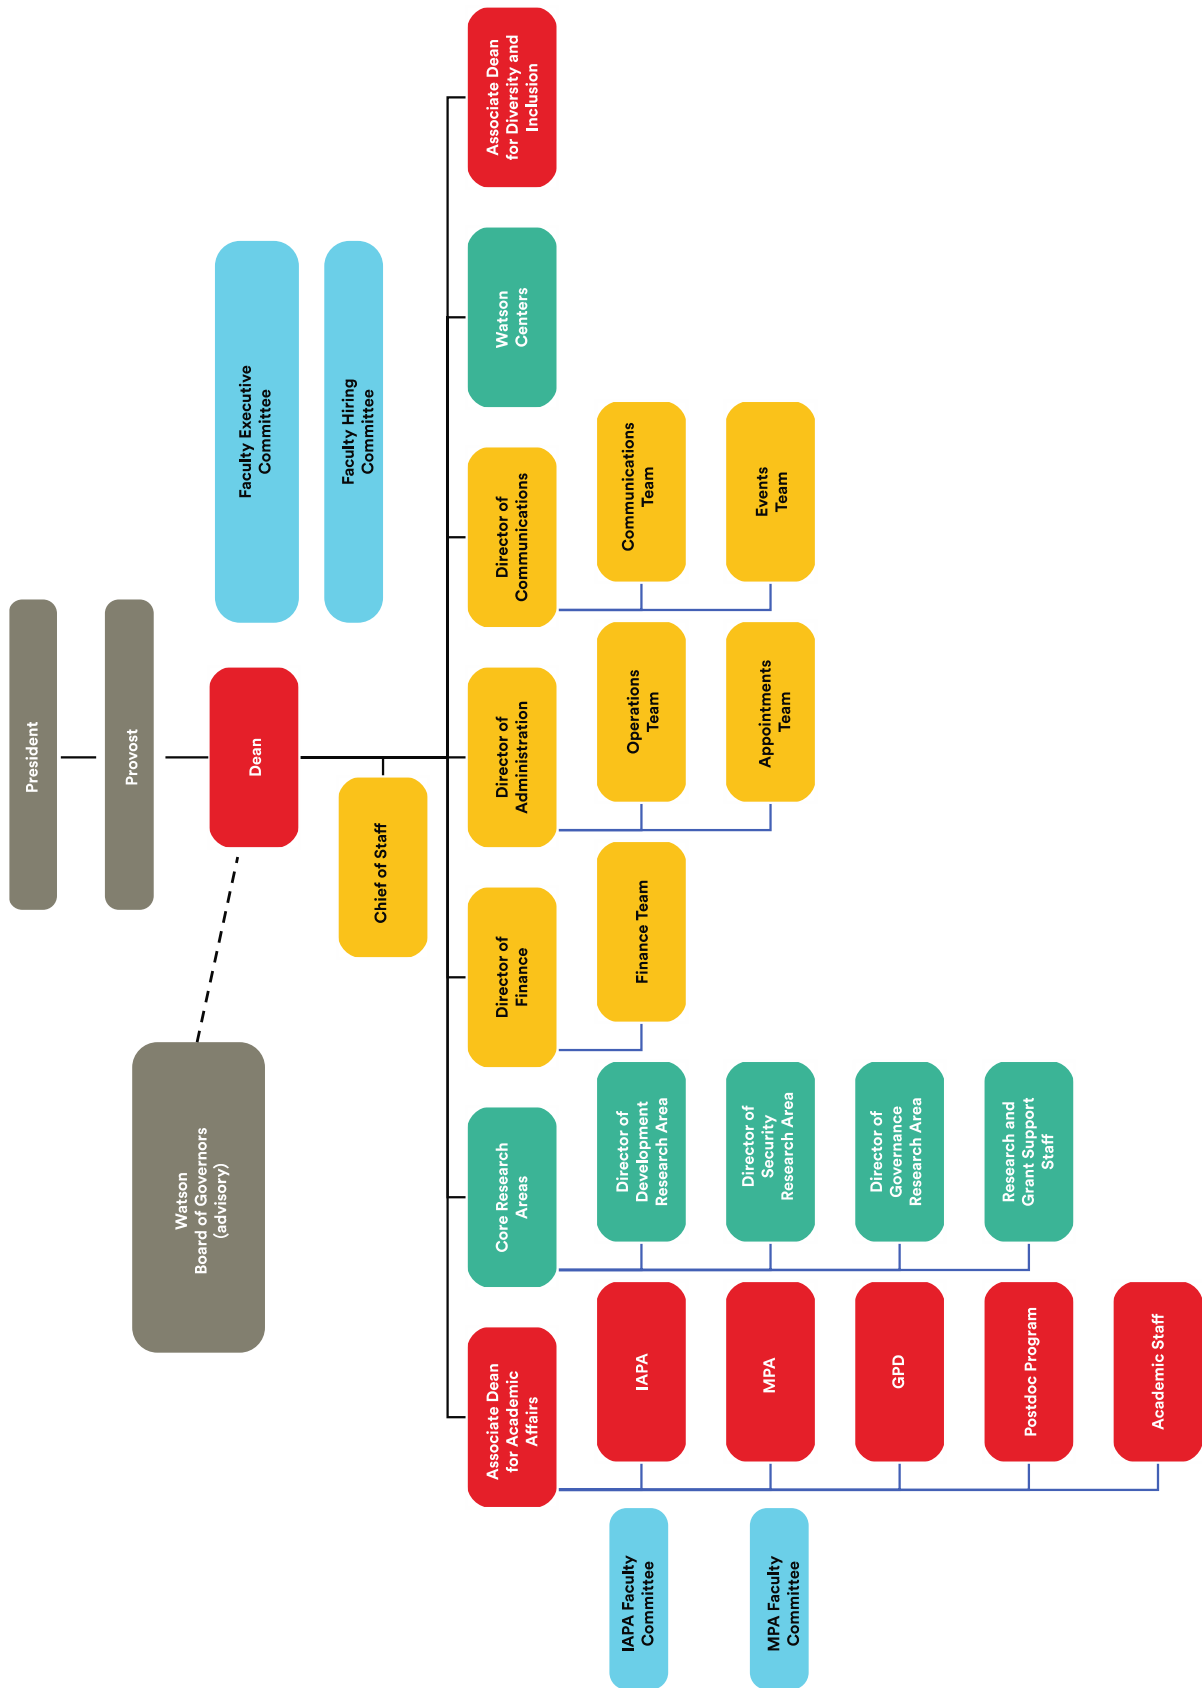 President
Provost
Watson
Board of Governors
(advisory)
Dean
Faculty Executive
Committee
Chief of Staff
Faculty Hiring
Committee
Associate Dean
for Academic
Affairs
Core Research
Areas
Director of
Finance
Director of
Administration
Director of
Communications
Watson
Centers
Associate Dean
for Diversity and
Inclusion
IAPA Faculty
Committee
IAPA
Director of
Development
Research Area
Finance Team
Operations
Team
Communications
Team
MPA Faculty
Committee
MPA
Director of
Security
Research Area
Appointments
Team
Events
Team
GPD
Director of
Governance
Research Area
Postdoc Program
Research and
Grant Support
Staff
Academic Staff